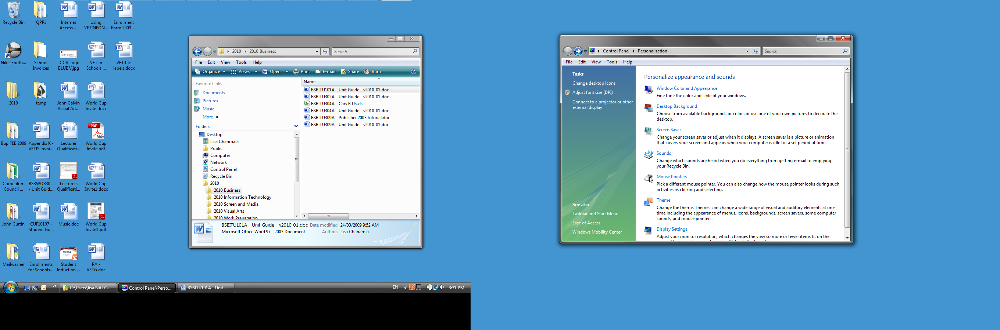 Recycle Bin
QPRs
Internet
Access ...
Using
VETINFON...
Enrolment
Form 2009-...
Nike-Footb...
School
Invoices
JOHN CURTIN
JCCA Logo
BLUE V.jpg
VET in
Schools ...
VET file
labels.docx
2010
temp
John Calvin
Visual Art...
World Cup
Invite.docx
Bup FEB 2009
Appendix K -
VETIS Invoi...
Lecturer
Qualificati...
PDF
Adobe
World Cup
Invite.pdf
Curriculum
Council ...
BSBWOR30...
- Unit Guid...
Lecturers
Qualificati...
World Cup
Invite1.docx
John Curtin
CUF10107 -
Student Gu...
Music.doc
World Cup
Invite1.pdf
Mailwasher
Enrollments
for Schools...
Student
Induction ...
PA -
VETis.doc
2010 2010 Business
Search
File Edit View Tools Help
Organize Views Open Print E-mail Share Burn
Favorite Links
Documents
Pictures
Music
More »
Folders
Desktop
Lisa Chanmala
Public
Computer
Network
Control Panel
Recycle Bin
2010
2010 Business
2010 Information Technology
2010 Screen and Media
2010 Visual Arts
2010 Work Preparation
Name
BSBITU101A - Unit Guide - v2010-01.doc
BSBITU302A - Unit Guide - v2010-01.doc
BSBITU304A - Cars R Us.xls
BSBITU304A - Unit Guide - v2010-01.doc
BSBITU309A - Publisher 2003 tutorial.doc
BSBITU309A - Unit Guide - v2010-01.doc
BSBITU101A - Unit Guide - v2010-01.doc Date modified: 24/03/2009 9:52 AM
Microsoft Office Word 97 - 2003 Document Authors: Lisa Chanamla
Control Panel Personalization
Search
File Edit View Tools Help
Tasks
Change desktop icons
Adjust font size (DPI)
Connect to a projector or other
external display
See also
Taskbar and Start Menu
Ease of Access
Windows Mobility Center
Personalize appearance and sounds
Window Color and Appearance
Fine tune the color and style of your windows.
Desktop Background
Choose from available backgrounds or colors or use one of your own pictures to decorate the
desktop.
Screen Saver
Change your screen saver or adjust when it displays. A screen saver is a picture or animation
that covers your screen and appears when your computer is idle for a set period of time.
Sounds
Change which sounds are heard when you do everything from getting e-mail to emptying
your Recycle Bin.
Mouse Pointers
Pick a different mouse pointer. You can also change how the mouse pointer looks during such
activities as clicking and selecting.
Theme
Change the theme. Themes can change a wide range of visual and auditory elements at one
time including the appearance of menus, icons, backgrounds, screen savers, some computer
sounds, and mouse pointers.
Display Settings
Adjust your monitor resolution, which changes the view so more or fewer items fit on the
» C:\Users\lisa.NATC... Control Panel\Perso... BSBITU101A - Unit ... EN 3:31 PM